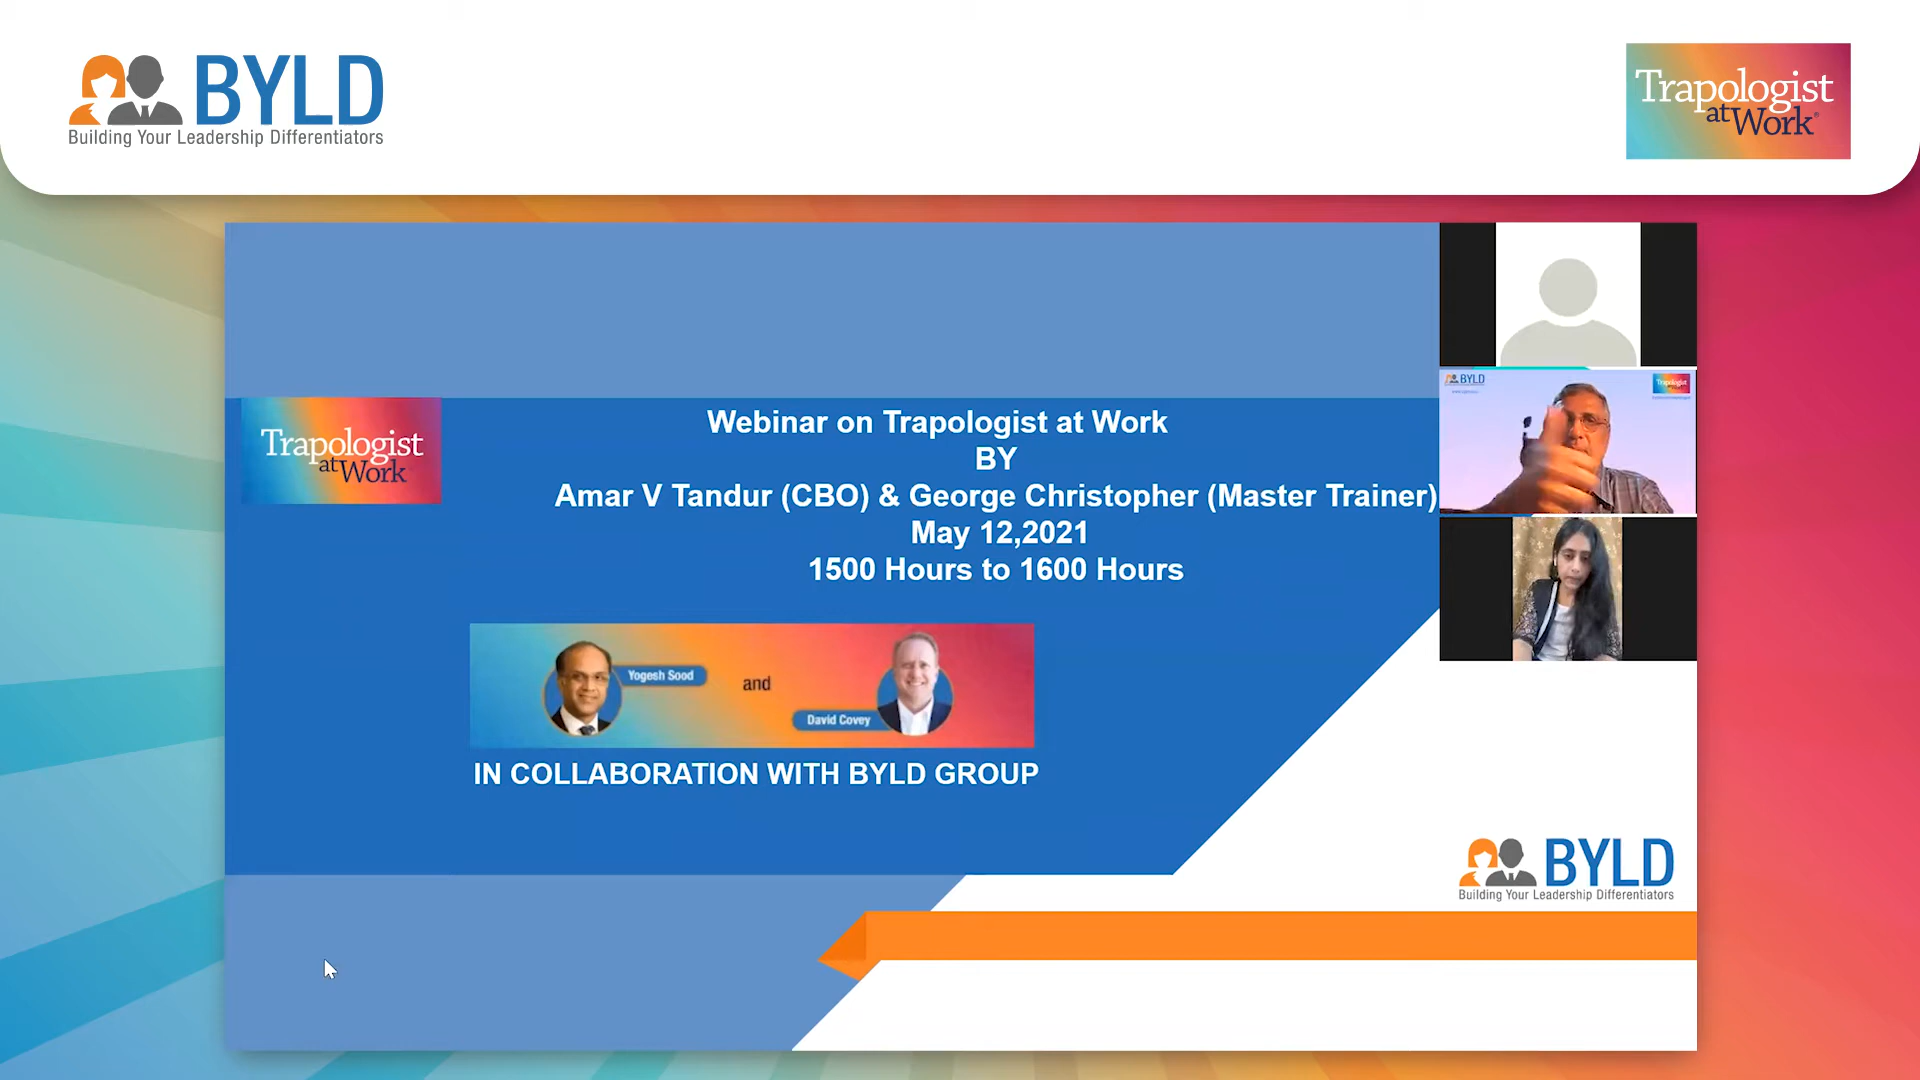 BYLD
Building Your Leadership Differentiators
Trapologist
at Work®
BYLD
Trapologist
Trapologist
at Work
Webinar on Trapologist at Work
BY
Amar V Tandur (CBO) & George Christopher (Master Trainer)
May 12,2021
1500 Hours to 1600 Hours
Yogesh Sood
and
David Covey
IN COLLABORATION WITH BYLD GROUP
BYLD
Building Your Leadership Differentiators